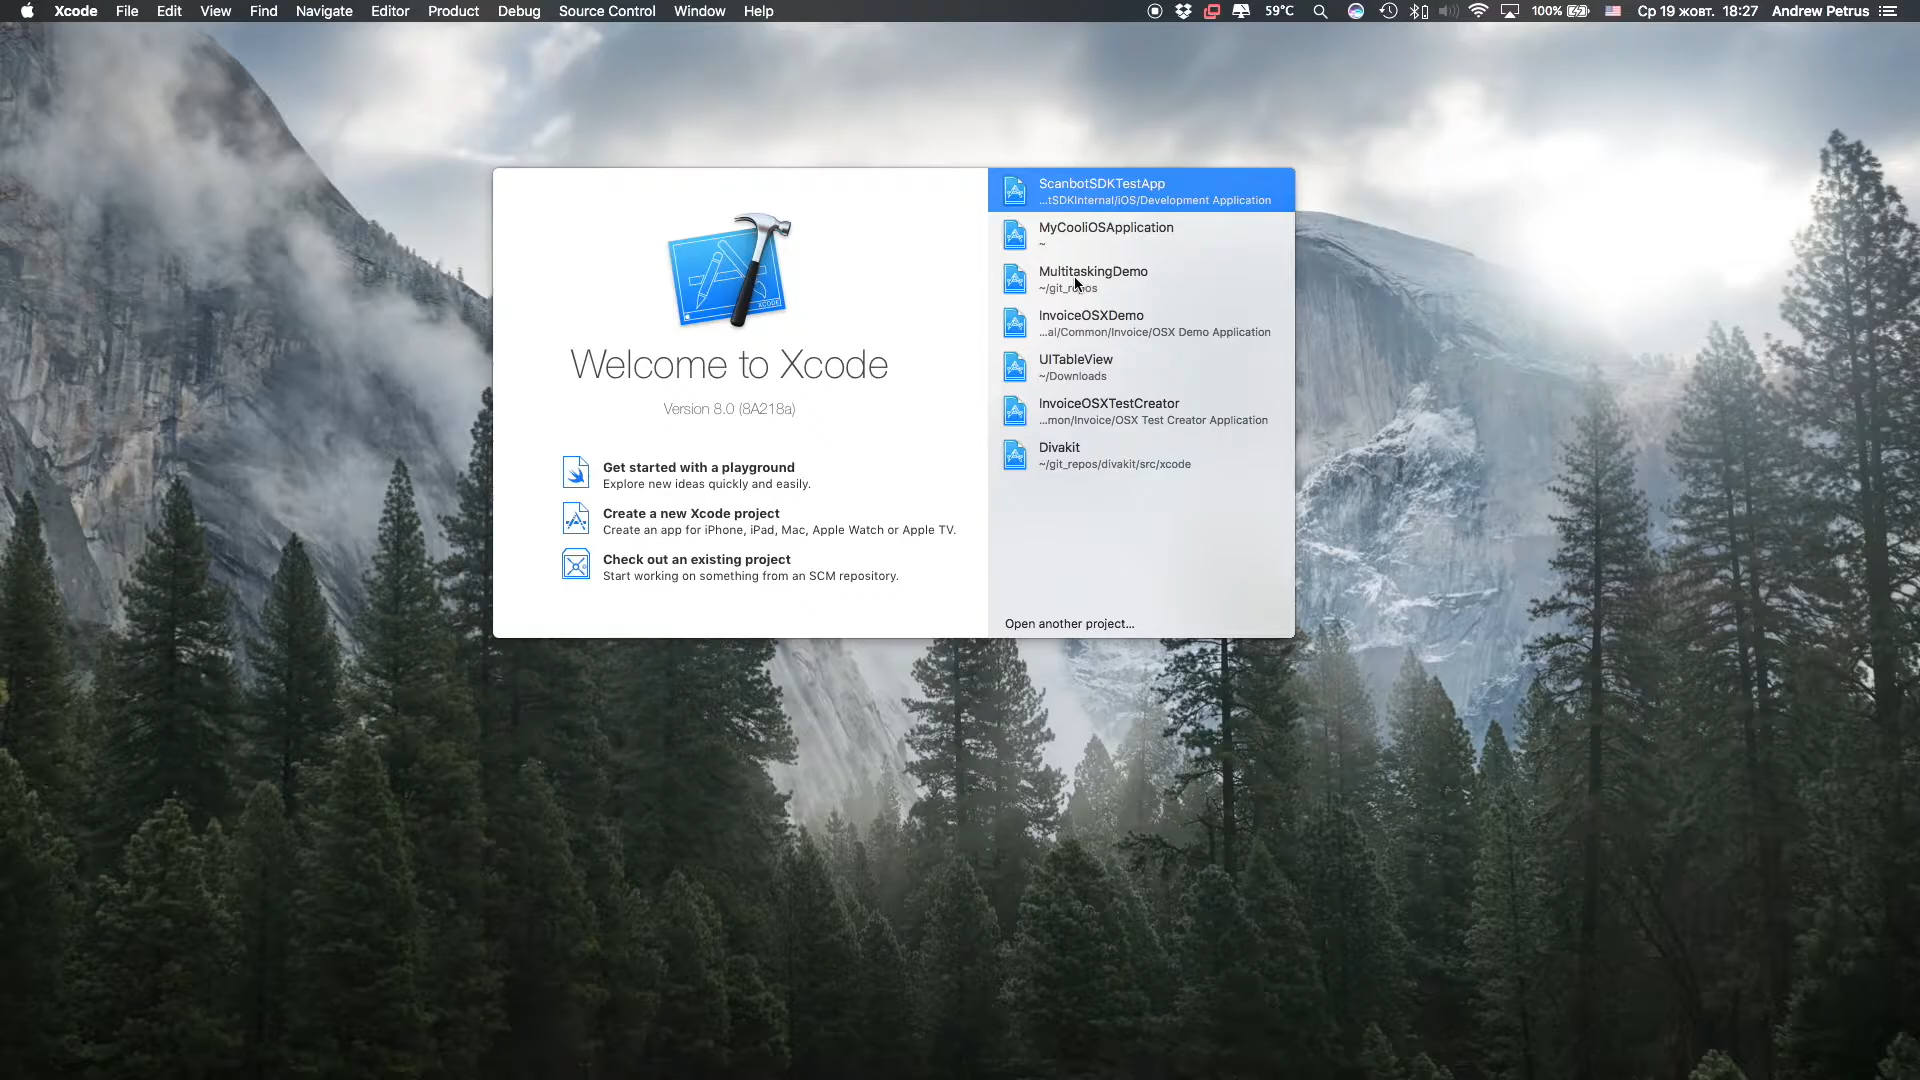 Xcode File Edit View Find Navigate Editor Product Debug Source Control Window Help 59°C 100% Ср 19 жовт. 18:27 Andrew Petrus
Welcome to Xcode
Version 8.0 (8A218a)
Get started with a playground
Explore new ideas quickly and easily.
Create a new Xcode project
Create an app for iPhone, iPad, Mac, Apple Watch or Apple TV.
Check out an existing project
Start working on something from an SCM repository.
ScanbotSDKTestApp
...tSDKInternal/iOS/Development Application
MyCooliOSApplication
~
MultitaskingDemo
~/git_repos
InvoiceOSXDemo
...al/Common/Invoice/OSX Demo Application
UITableView
~/Downloads
InvoiceOSXTestCreator
...mon/Invoice/OSX Test Creator Application
Divakit
~/git_repos/divakit/src/xcode
Open another project...